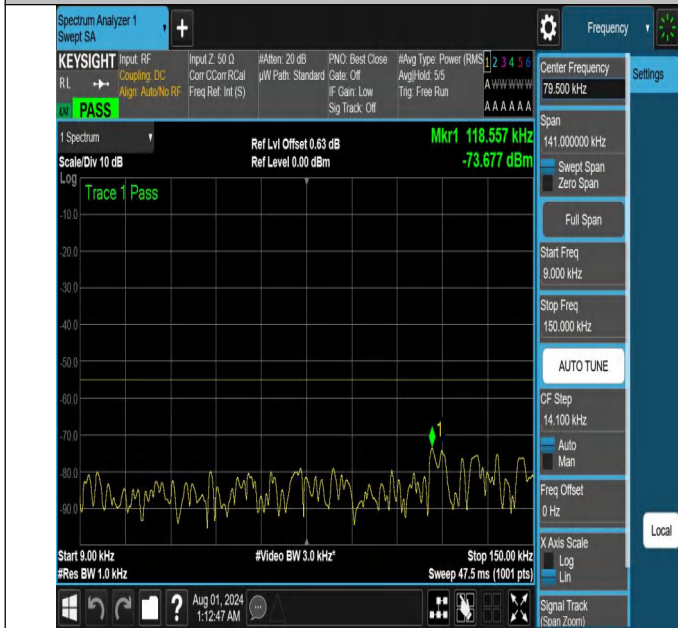 Spectrum Analyzer 1
Swept SA
+
Frequency
KEYSIGHT
RL
PASS
Input: RF
Coupling: DC
Align: Auto/No RF
Input Z: 50 Ω
Corr CCorr RCal
Freq Ref: Int (S)
#Atten: 20 dB
µW Path: Standard
PNO: Best Close
Gate: Off
IF Gain: Low
Sig Track: Off
#Avg Type: Power (RMS
Avg|Hold: 5/5
Trig: Free Run
1 2 3 4 5 6
A W W W W W
A A A A A A
Center Frequency
79.500 kHz
Settings
Span
141.000000 kHz
Swept Span
Zero Span
Full Span
Start Freq
9.000 kHz
Stop Freq
150.000 kHz
AUTO TUNE
CF Step
14.100 kHz
Auto
Man
Freq Offset
0 Hz
X Axis Scale
Log
Lin
Signal Track
(Span Zoom)
Local
1 Spectrum
Scale/Div 10 dB
Log
Ref Lvl Offset 0.63 dB
Ref Level 0.00 dBm
Mkr1 118.557 kHz
-73.677 dBm
Trace 1 Pass
-10.0
-20.0
-30.0
-40.0
-50.0
-60.0
-70.0
-80.0
-90.0
1
Start 9.00 kHz
#Res BW 1.0 kHz
#Video BW 3.0 kHz*
Stop 150.00 kHz
Sweep 47.5 ms (1001 pts)
?
Aug 01, 2024
1:12:47 AM